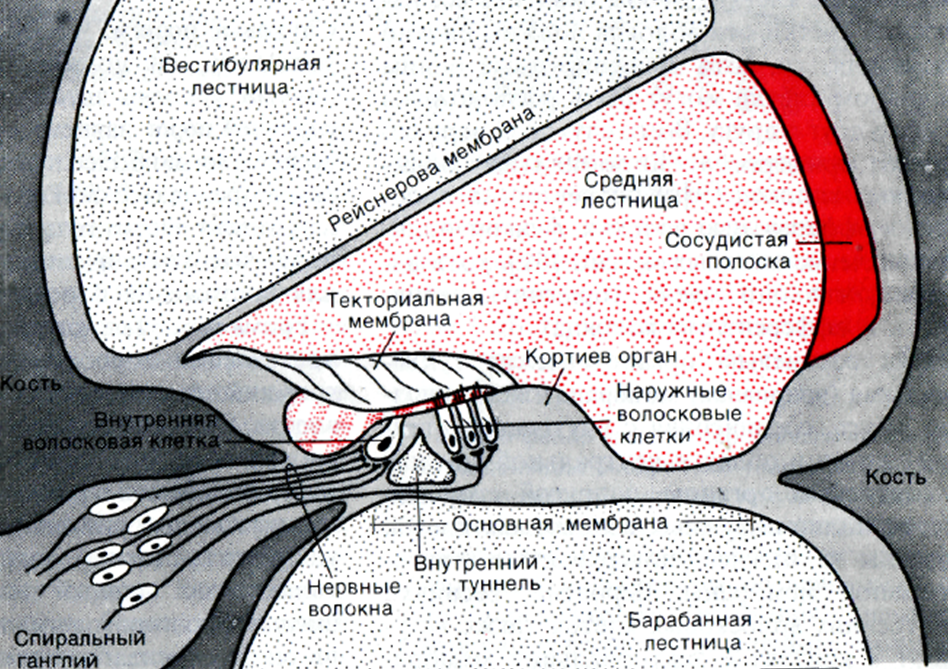 Вестибулярная
лестница
Рейснерова мембрана
Средняя
лестница
Сосудистая
полоска
Текториальная
мембрана
Кортиев орган
Кость
Наружные
волосковые
клетки
Внутренняя
волосковая клетка
Кость
Основная мембрана
Внутренний
туннель
Нервные
волокна
Барабанная
лестница
Спиральный
ганглий